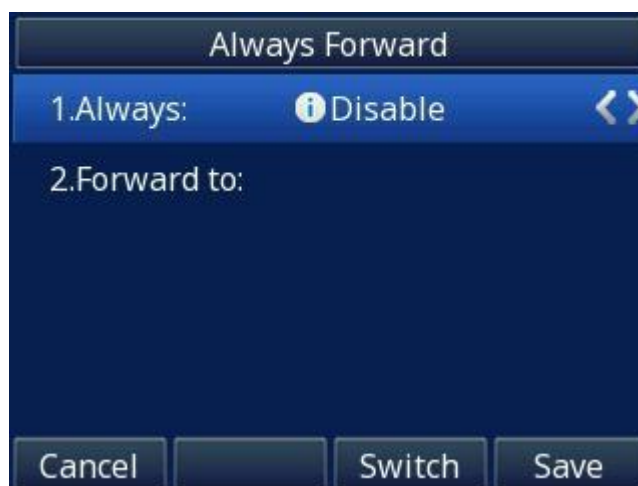 Always Forward
1.Always: Disable
2.Forward to:
Cancel Switch Save